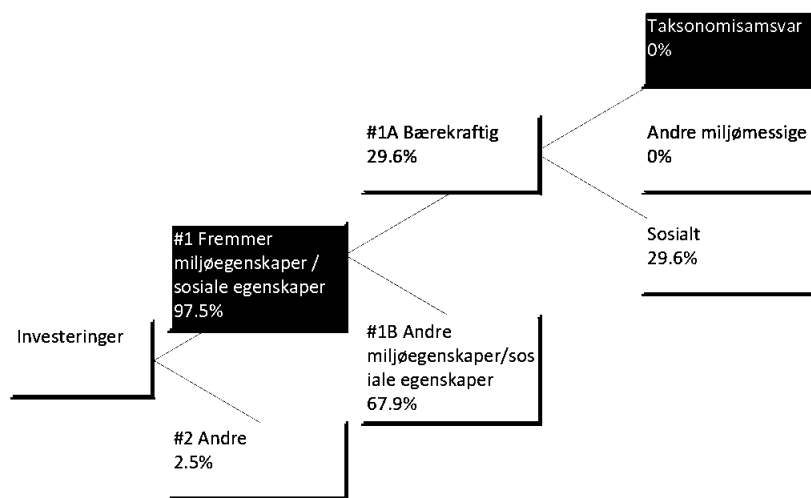 Taksonomisamsvar
0%
#1A Bærekraftig
29.6%
Andre miljømessige
0%
#1 Fremmer
miljøegenskaper /
sosiale egenskaper
97.5%
Sosialt
29.6%
Investeringer
#1B Andre
miljøegenskaper/sos
iale egenskaper
67.9%
#2 Andre
2.5%